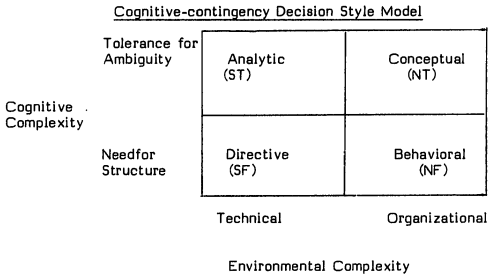 Cognitive-contingency Decision Style Model
Tolerance for
Ambiguity
Analytic
(ST)
Conceptual
(NT)
Cognitive
Complexity
Needfor
Structure
Directive
(SF)
Behavioral
(NF)
Technical
Organizational
Environmental Complexity